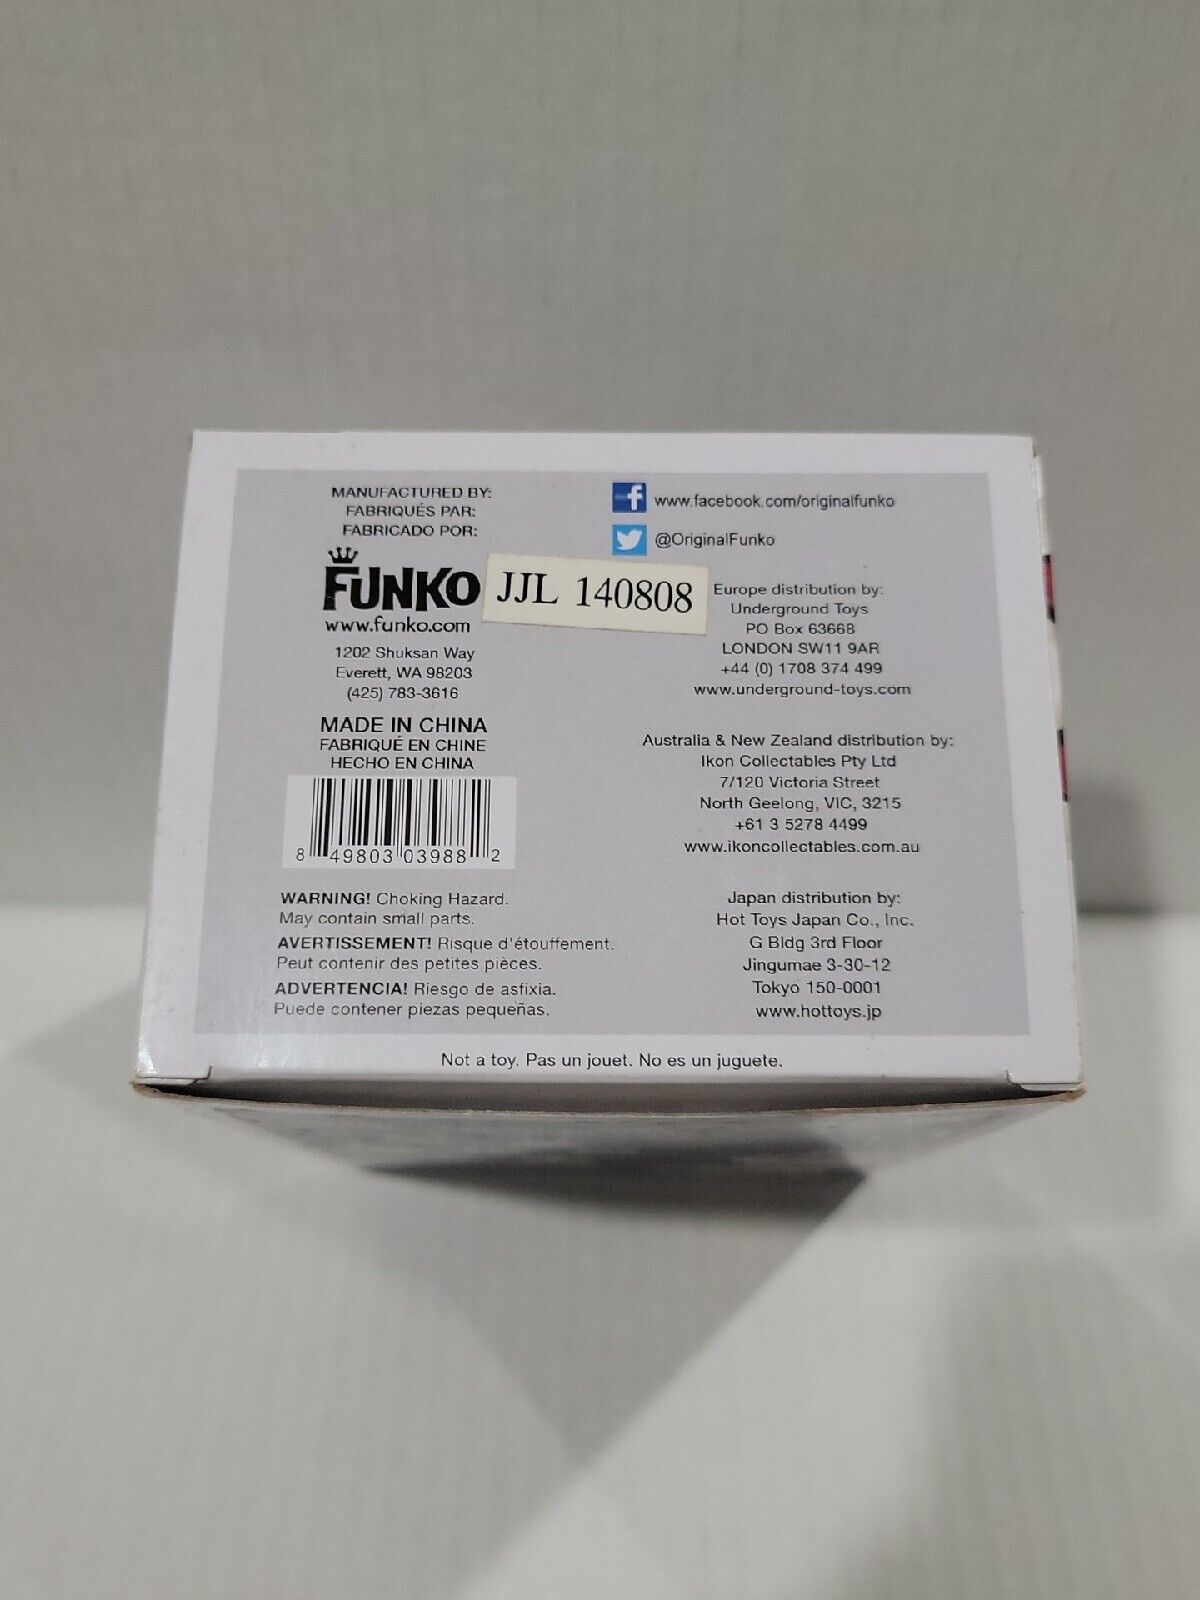 MANUFACTURED BY:
FABRIQUÉS PAR:
FABRICADO POR:
FUNKO
www.funko.com
1202 Shuksan Way
Everett, WA 98203
(425) 783-3616
MADE IN CHINA
FABRIQUÉ EN CHINE
HECHO EN CHINA
8 49803 03988 2
WARNING! Choking Hazard.
May contain small parts.
AVERTISSEMENT! Risque d'étouffement.
Peut contenir des petites pièces.
ADVERTENCIA! Riesgo de asfixia.
Puede contener piezas pequeñas.
JJL 140808
www.facebook.com/originalfunko
@OriginalFunko
Europe distribution by:
Underground Toys
PO Box 63668
LONDON SW11 9AR
+44 (0) 1708 374 499
www.underground-toys.com
Australia & New Zealand distribution by:
Ikon Collectables Pty Ltd
7/120 Victoria Street
North Geelong, VIC, 3215
+61 3 5278 4499
www.ikoncollectables.com.au
Japan distribution by:
Hot Toys Japan Co., Inc.
G Bldg 3rd Floor
Jingumae 3-30-12
Tokyo 150-0001
www.hottoys.jp
Not a toy. Pas un jouet. No es un juguete.